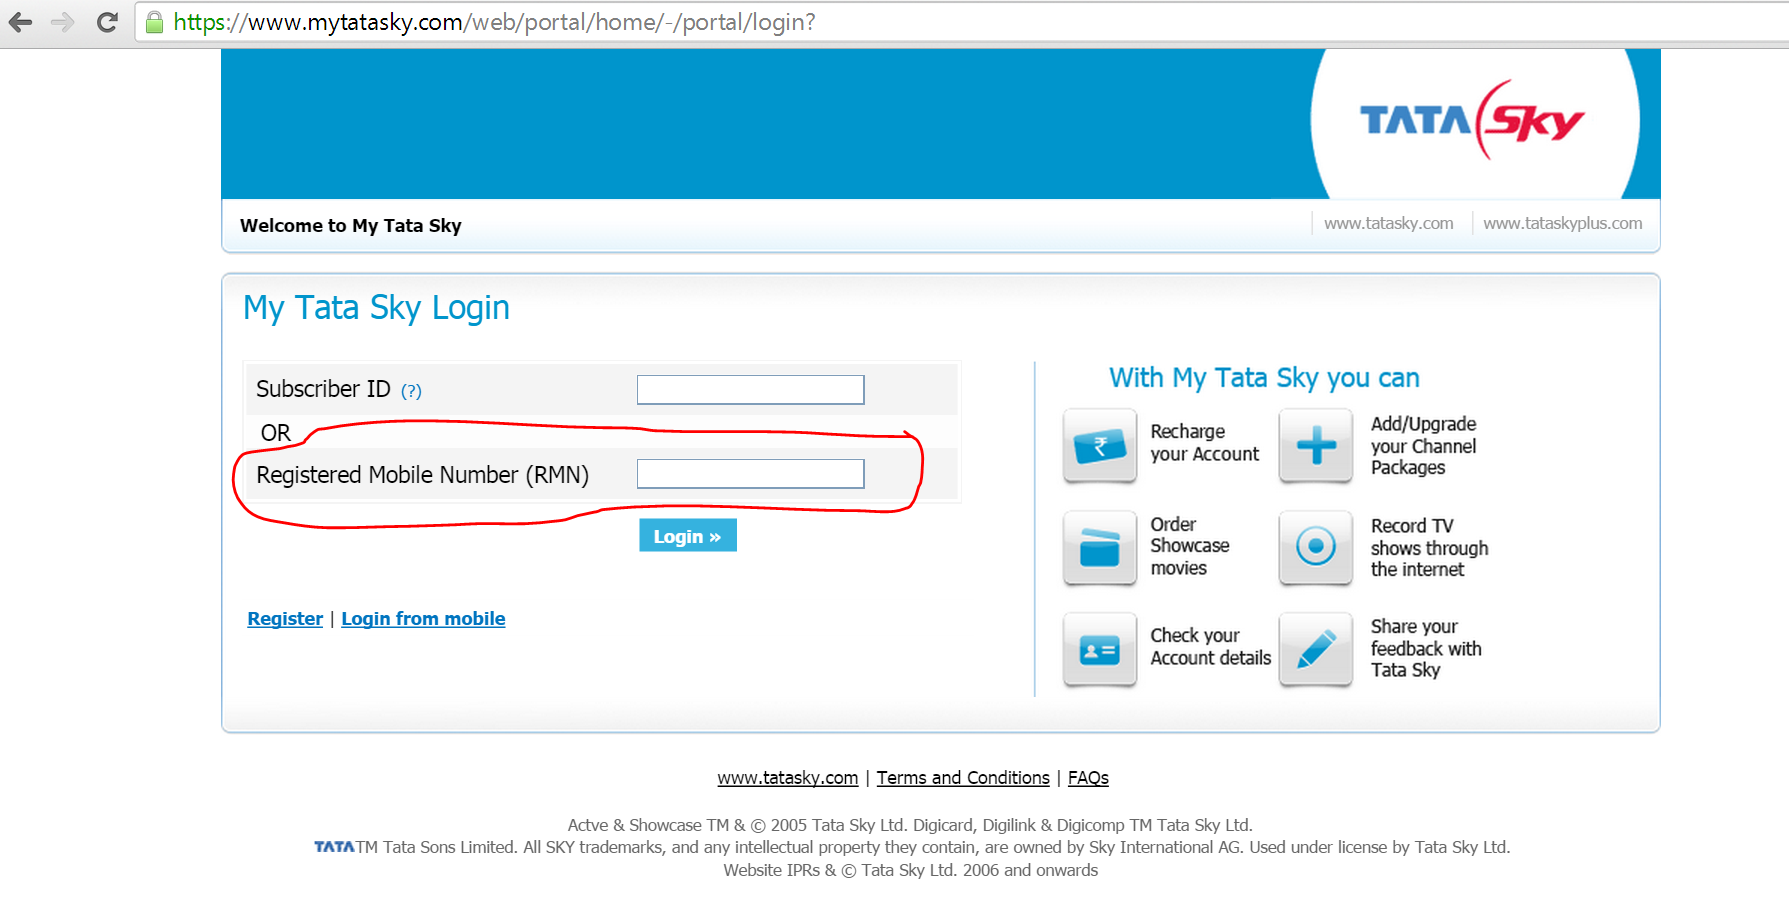 https://www.mytatasky.com/web/portal/home/-/portal/login?
TATA Sky
Welcome to My Tata Sky
www.tatasky.com
www.tataskyplus.com
My Tata Sky Login
Subscriber ID (?)
OR
Registered Mobile Number (RMN)
Login »
Register | Login from mobile
With My Tata Sky you can
Recharge
your Account
Add/Upgrade
your Channel
Packages
Order
Showcase
movies
Record TV
shows through
the internet
Check your
Account details
Share your
feedback with
Tata Sky
www.tatasky.com | Terms and Conditions | FAQs
Actve & Showcase TM & © 2005 Tata Sky Ltd. Digicard, Digilink & Digicomp TM Tata Sky Ltd.
TATATM Tata Sons Limited. All SKY trademarks, and any intellectual property they contain, are owned by Sky International AG. Used under license by Tata Sky Ltd.
Website IPRs & © Tata Sky Ltd. 2006 and onwards